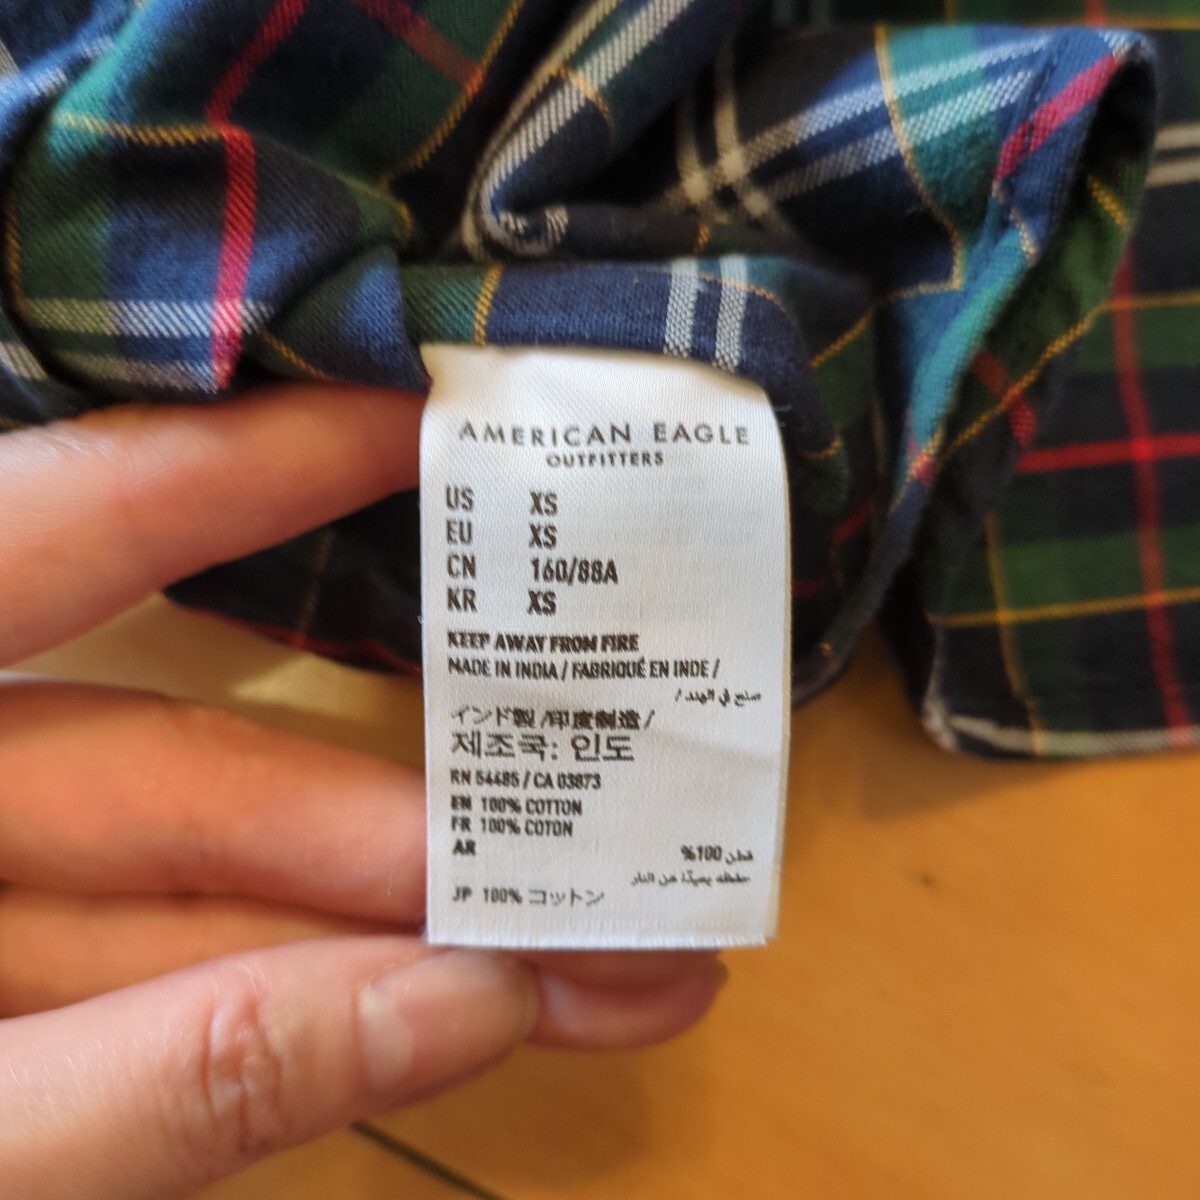 AMERICAN EAGLE
OUTFITTERS
US XS
EU XS
CN 160/88A
KR XS
KEEP AWAY FROM FIRE
MADE IN INDIA / FABRIQUÉ EN INDE /
صنع في الهند /
インド製 /印度制造 /
제조국: 인도
RN 54485 / CA 03873
EN 100% COTTON
FR 100% COTON
AR %100 قطن
حفظه بعيدًا عن النار
JP 100% コットン